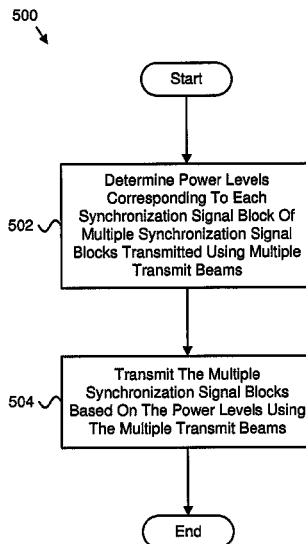 500
Start
502
Determine Power Levels
Corresponding To Each
Synchronization Signal Block Of
Multiple Synchronization Signal
Blocks Transmitted Using Multiple
Transmit Beams
504
Transmit The Multiple
Synchronization Signal Blocks
Based On The Power Levels Using
The Multiple Transmit Beams
End